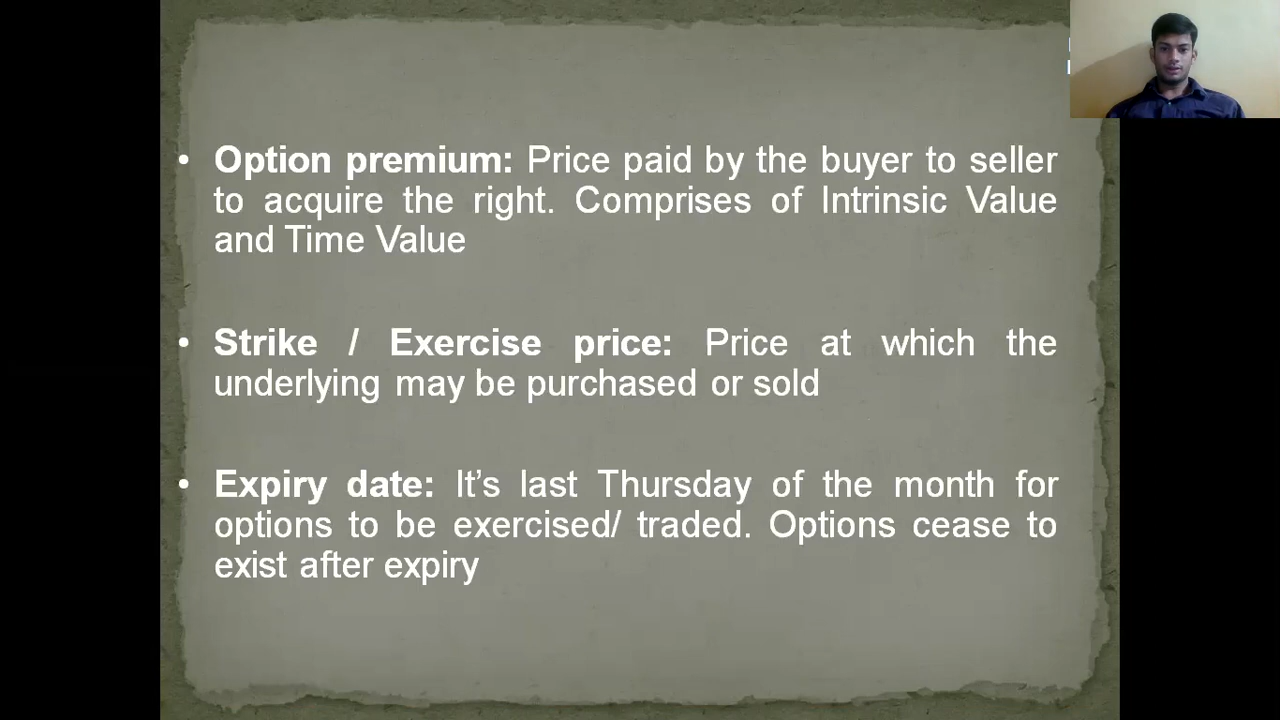 • Option premium: Price paid by the buyer to seller
to acquire the right. Comprises of Intrinsic Value
and Time Value
• Strike / Exercise price: Price at which the
underlying may be purchased or sold
• Expiry date: It’s last Thursday of the month for
options to be exercised/ traded. Options cease to
exist after expiry